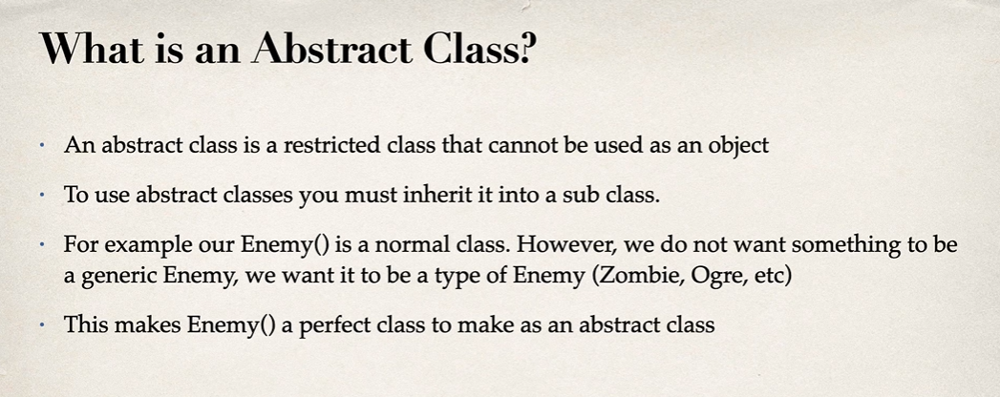 What is an Abstract Class?
· An abstract class is a restricted class that cannot be used as an object
· To use abstract classes you must inherit it into a sub class.
· For example our Enemy() is a normal class. However, we do not want something to be
a generic Enemy, we want it to be a type of Enemy (Zombie, Ogre, etc)
· This makes Enemy() a perfect class to make as an abstract class